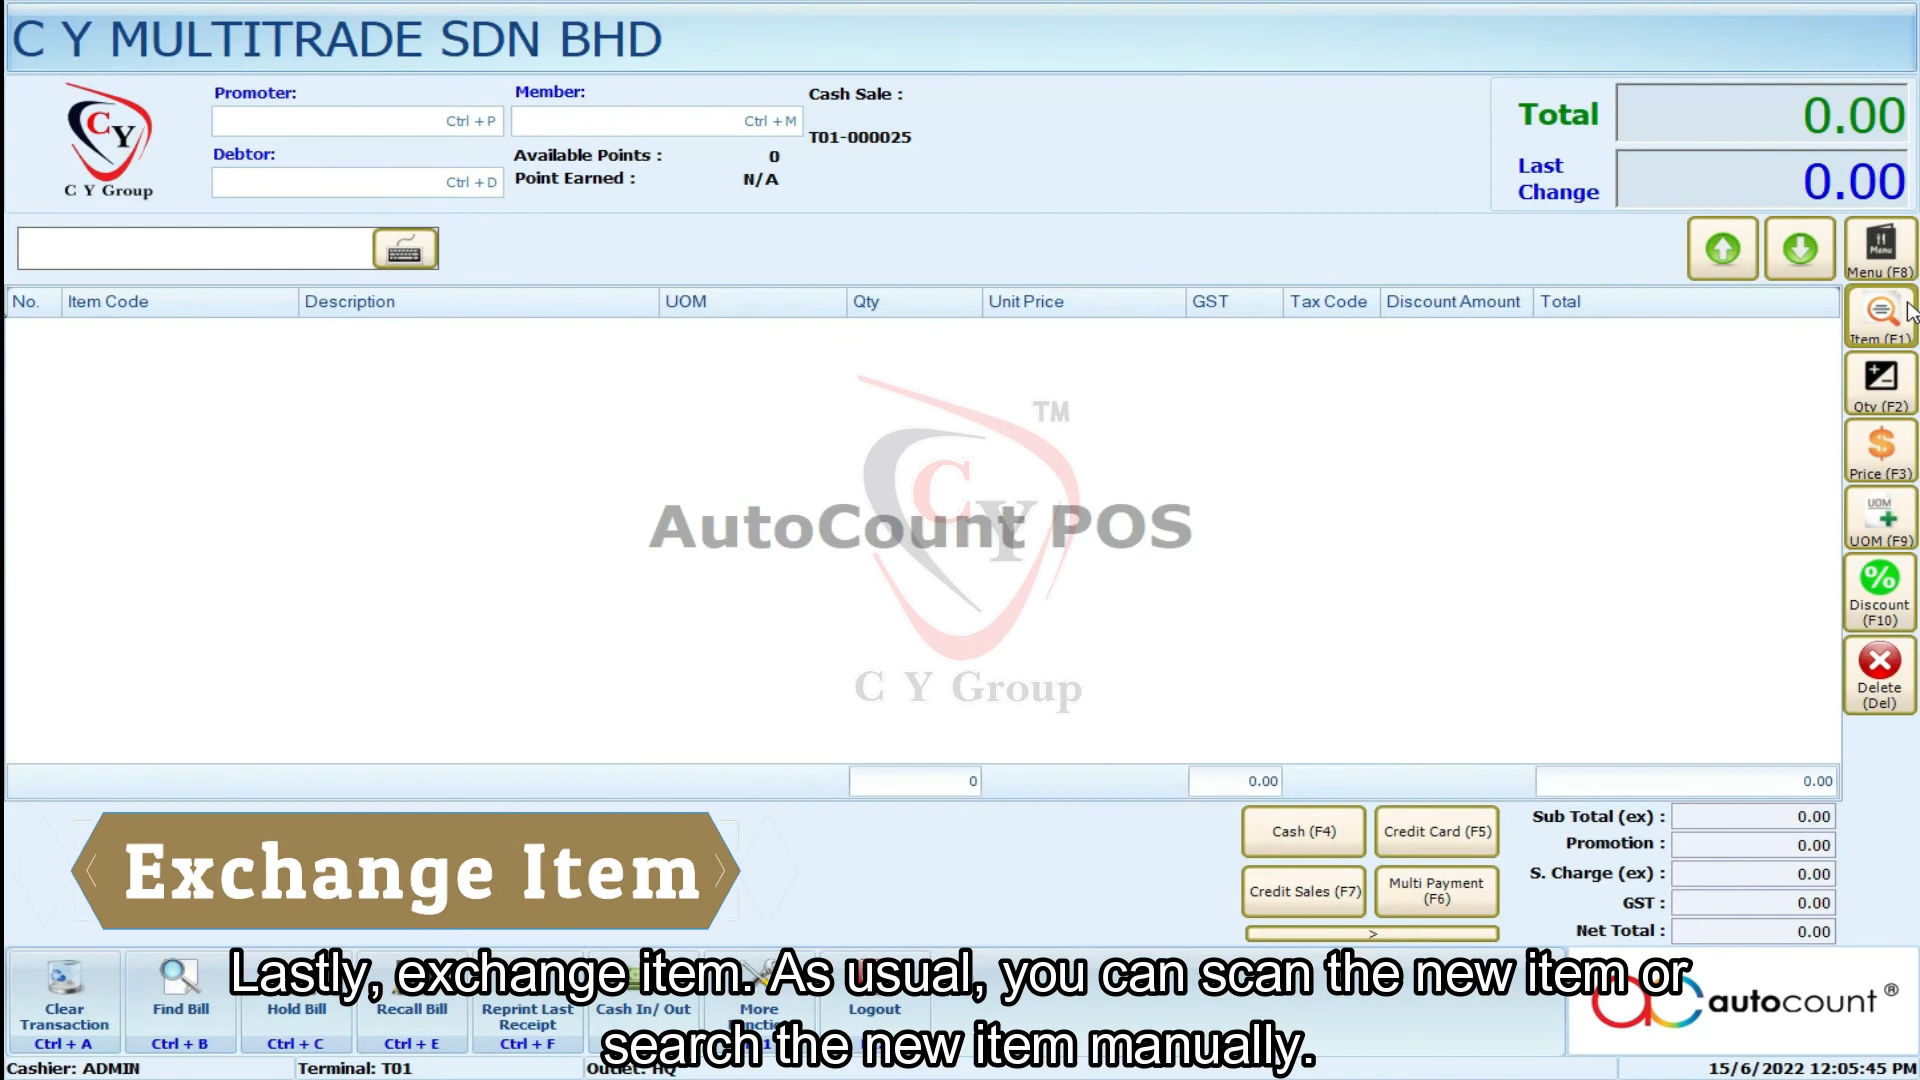 C Y MULTITRADE SDN BHD
CY
C Y Group
Promoter:
Ctrl + P
Debtor:
Ctrl + D
Member:
Ctrl + M
Available Points : 0
Point Earned : N/A
Cash Sale :
T01-000025
Total 0.00
Last Change 0.00
Menu
Menu (F8)
No. Item Code Description UOM Qty Unit Price GST Tax Code Discount Amount Total
Item (F1)
Qty (F2)
Price (F3)
UOM
UOM (F9)
Discount
(F10)
Delete
(Del)
TM
CY
AutoCount POS
C Y Group
0 0.00 0.00
Exchange Item
Cash (F4)
Credit Card (F5)
Credit Sales (F7)
Multi Payment
(F6)
>
Sub Total (ex) : 0.00
Promotion : 0.00
S. Charge (ex) : 0.00
GST : 0.00
Net Total : 0.00
Lastly, exchange item. As usual, you can scan the new item or
search the new item manually.
Clear
Transaction
Ctrl + A
Find Bill
Ctrl + B
Hold Bill
Ctrl + C
Recall Bill
Ctrl + E
Reprint Last
Receipt
Ctrl + F
Cash In/ Out
More
Logout
autocount ®
Cashier: ADMIN
Terminal: T01
Outlet: HQ
15/6/2022 12:05:45 PM